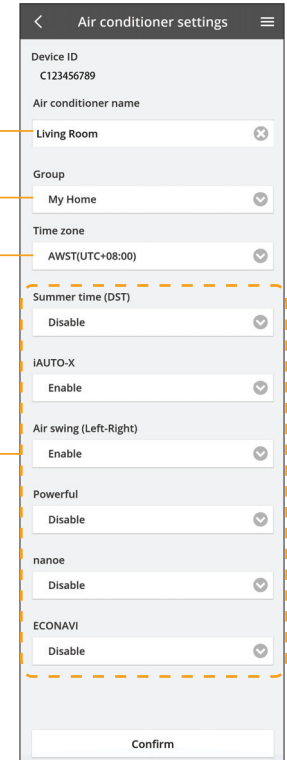 Air conditioner settings
Device ID
C123456789
Air conditioner name
Living Room
Group
My Home
Time zone
AWST(UTC+08:00)
Summer time (DST)
Disable
iAUTO-X
Enable
Air swing (Left-Right)
Enable
Powerful
Disable
nanoe
Disable
ECONAVI
Disable
Confirm